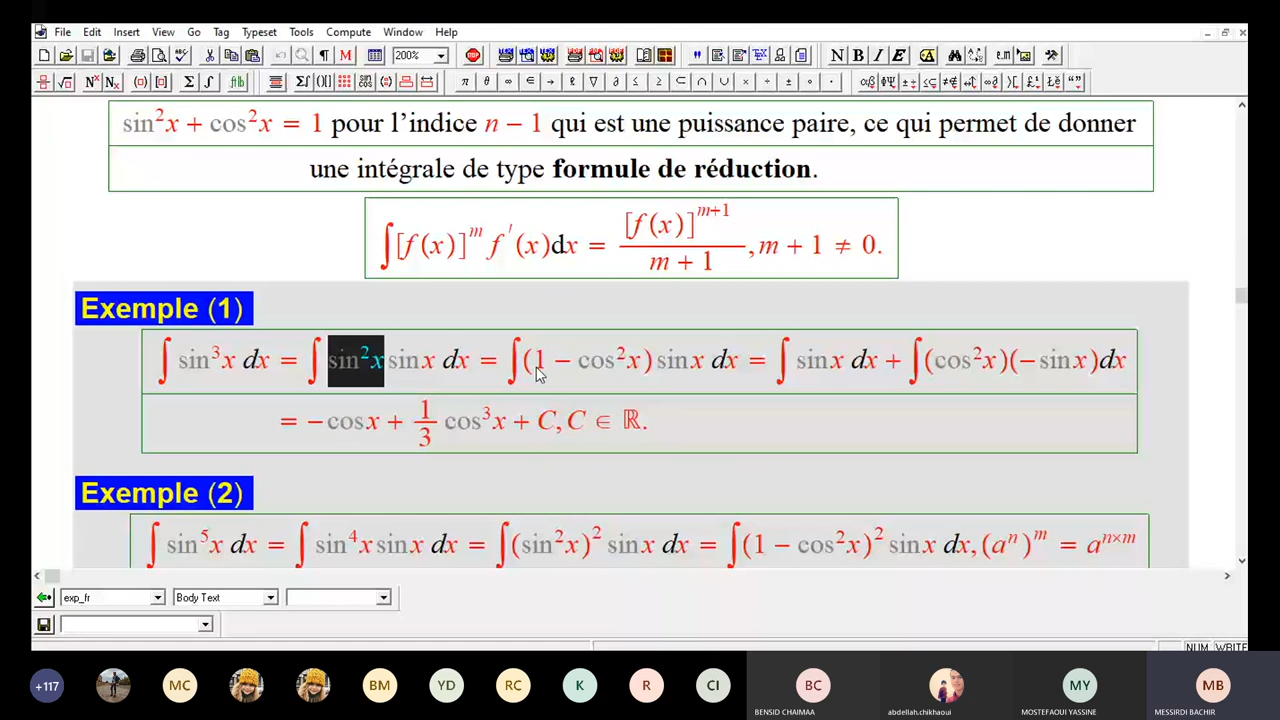 File Edit Insert View Go Tag Typeset Tools Compute Window Help
200%
sin²x + cos²x = 1 pour l'indice n − 1 qui est une puissance paire, ce qui permet de donner
une intégrale de type formule de réduction.
∫[f(x)]^m f'(x)dx = [f(x)]^(m+1) / (m + 1), m + 1 ≠ 0.
Exemple (1)
∫ sin³x dx = ∫ sin²x sinx dx = ∫(1 − cos²x) sinx dx = ∫ sinx dx + ∫(cos²x)(− sinx)dx
= −cosx + 1/3 cos³x + C, C ∈ ℝ.
Exemple (2)
∫ sin⁵x dx = ∫ sin⁴x sinx dx = ∫(sin²x)² sinx dx = ∫(1 − cos²x)² sinx dx, (aⁿ)^m = a^(n×m)
exp_fr Body Text
NUM WRITE
+117 MC BM YD RC K R CI BC MY MB
BENSID CHAIMAA abdellah.chikhaoui MOSTEFAOUI YASSINE MESSIRDI BACHIR